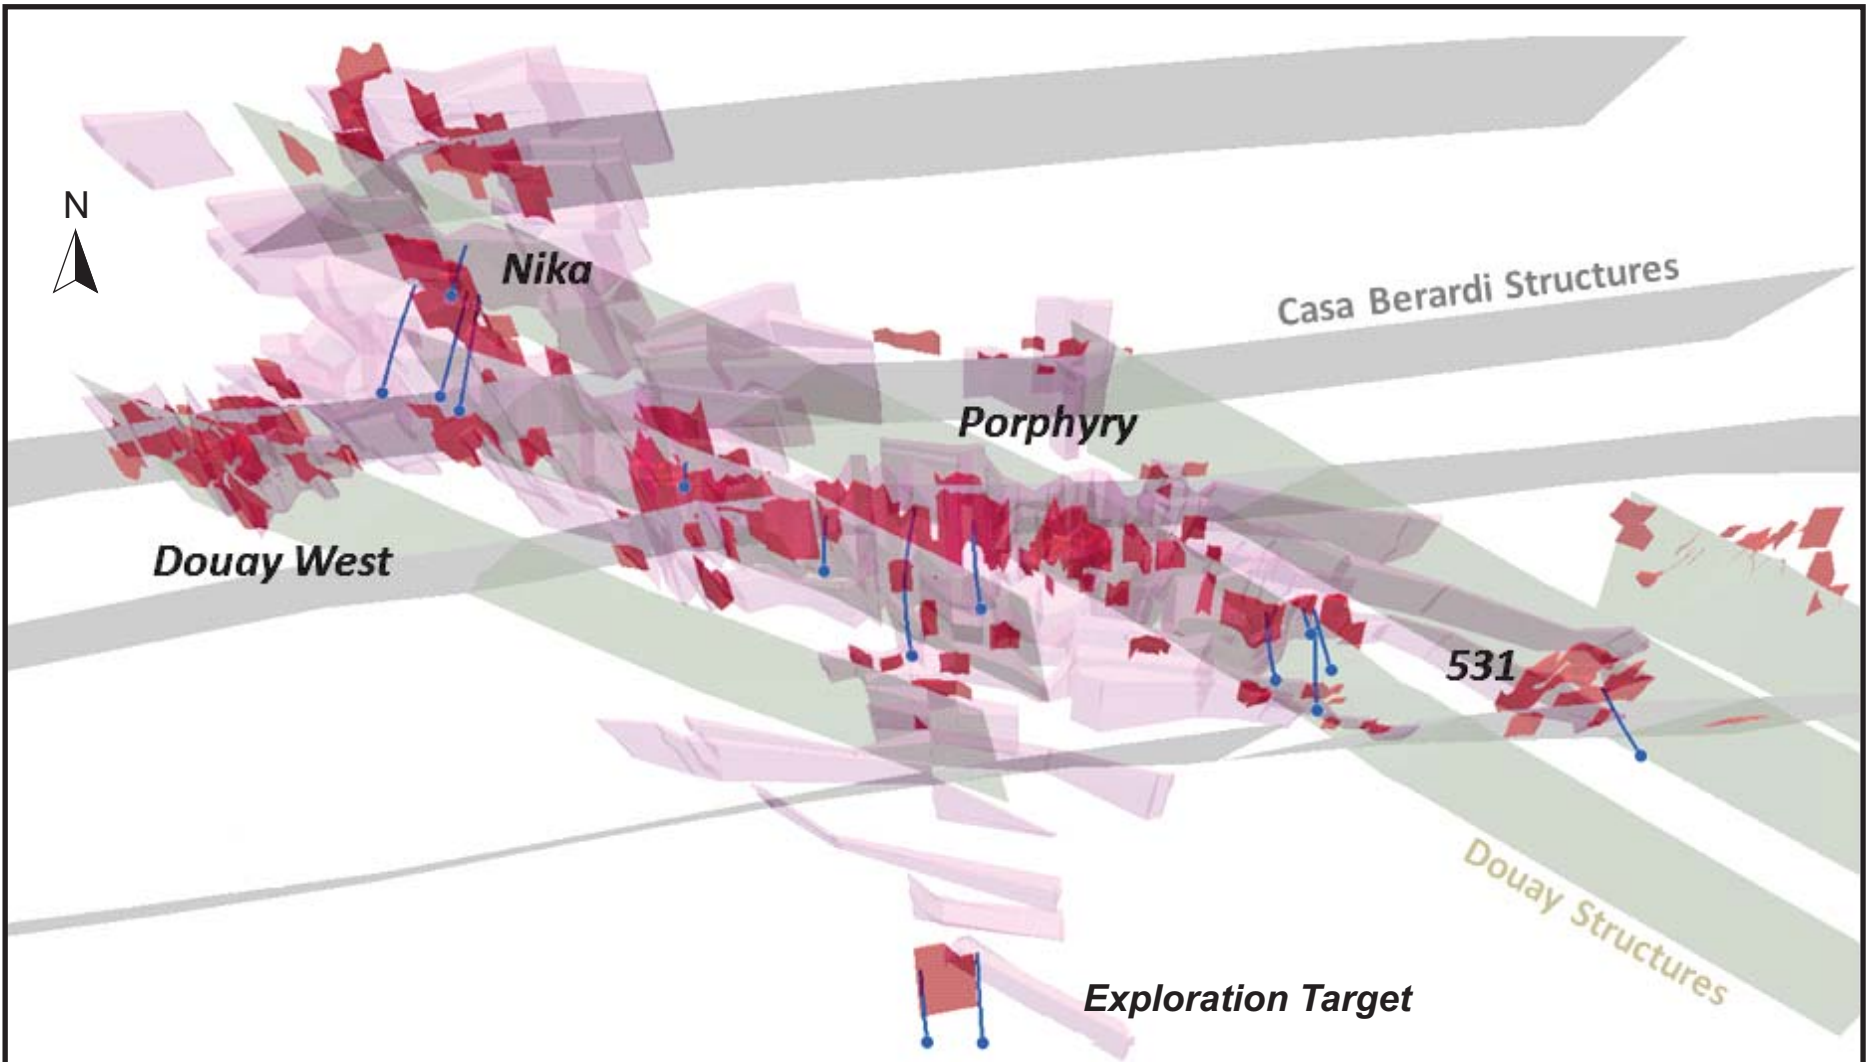 N
Nika
Casa Berardi Structures
Porphyry
Douay West
531
Douay Structures
Exploration Target